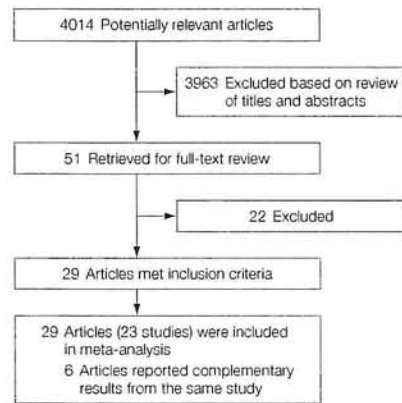 4014 Potentially relevant articles
3963 Excluded based on review
of titles and abstracts
51 Retrieved for full-text review
22 Excluded
29 Articles met inclusion criteria
29 Articles (23 studies) were included
in meta-analysis
6 Articles reported complementary
results from the same study